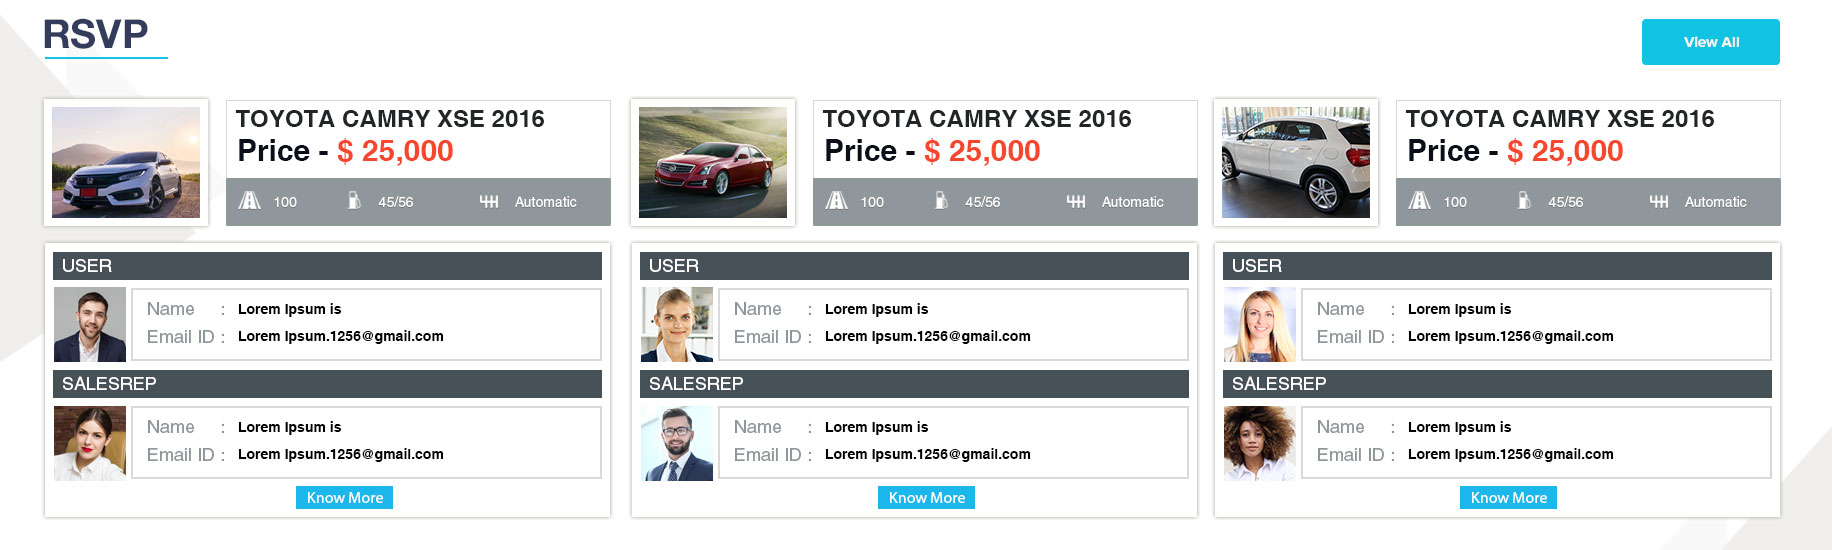 RSVP
View All
TOYOTA CAMRY XSE 2016
Price - $ 25,000
100 45/56 Automatic
USER
Name : Lorem Ipsum is
Email ID : Lorem Ipsum.1256@gmail.com
SALESREP
Name : Lorem Ipsum is
Email ID : Lorem Ipsum.1256@gmail.com
Know More
TOYOTA CAMRY XSE 2016
Price - $ 25,000
100 45/56 Automatic
USER
Name : Lorem Ipsum is
Email ID : Lorem Ipsum.1256@gmail.com
SALESREP
Name : Lorem Ipsum is
Email ID : Lorem Ipsum.1256@gmail.com
Know More
TOYOTA CAMRY XSE 2016
Price - $ 25,000
100 45/56 Automatic
USER
Name : Lorem Ipsum is
Email ID : Lorem Ipsum.1256@gmail.com
SALESREP
Name : Lorem Ipsum is
Email ID : Lorem Ipsum.1256@gmail.com
Know More